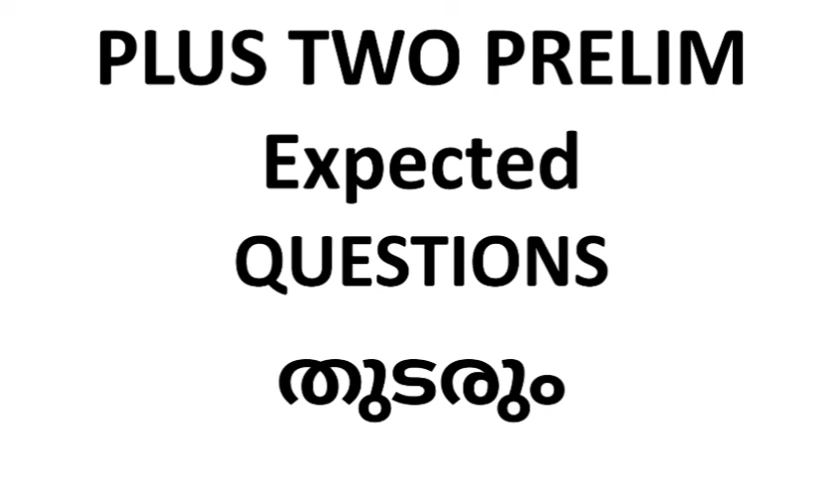 PLUS TWO PRELIM
Expected
QUESTIONS
തുടരും